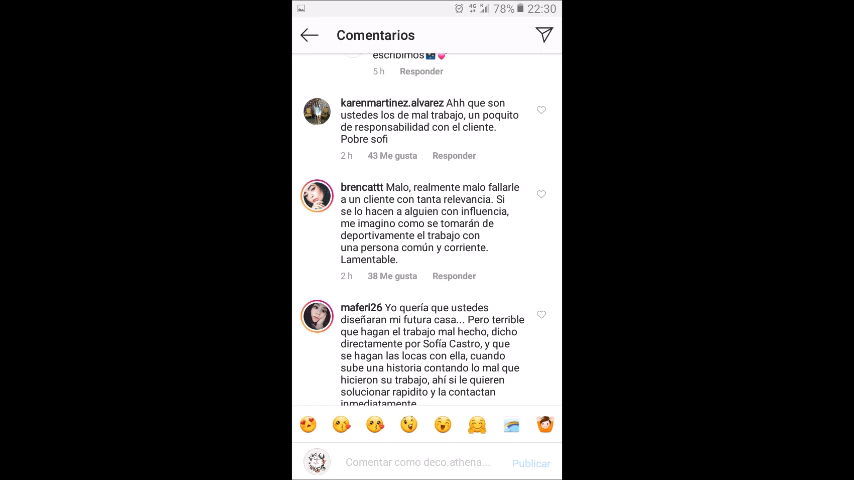 78% 22:30
Comentarios
escribimos
5 h Responder
karenmartinez.alvarez Ahh que son
ustedes los de mal trabajo, un poquito
de responsabilidad con el cliente.
Pobre sofi
2 h 43 Me gusta Responder
brencattt Malo, realmente malo fallarle
a un cliente con tanta relevancia. Si
se lo hacen a alguien con influencia,
me imagino como se tomarán de
deportivamente el trabajo con
una persona común y corriente.
Lamentable.
2 h 38 Me gusta Responder
maferi26 Yo quería que ustedes
diseñaran mi futura casa... Pero terrible
que hagan el trabajo mal hecho, dicho
directamente por Sofía Castro, y que
se hagan las locas con ella, cuando
sube una historia contando lo mal que
hicieron su trabajo, ahí si le quieren
solucionar rapidito y la contactan
inmediatamente
Comentar como deco.athena... Publicar